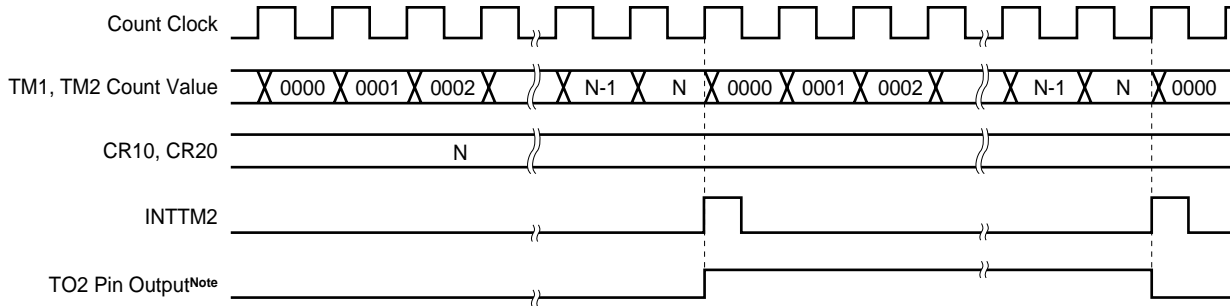 Count Clock
TM1, TM2 Count Value 0000 0001 0002 N-1 N 0000 0001 0002 N-1 N 0000
CR10, CR20 N
INTTM2
TO2 Pin OutputNote